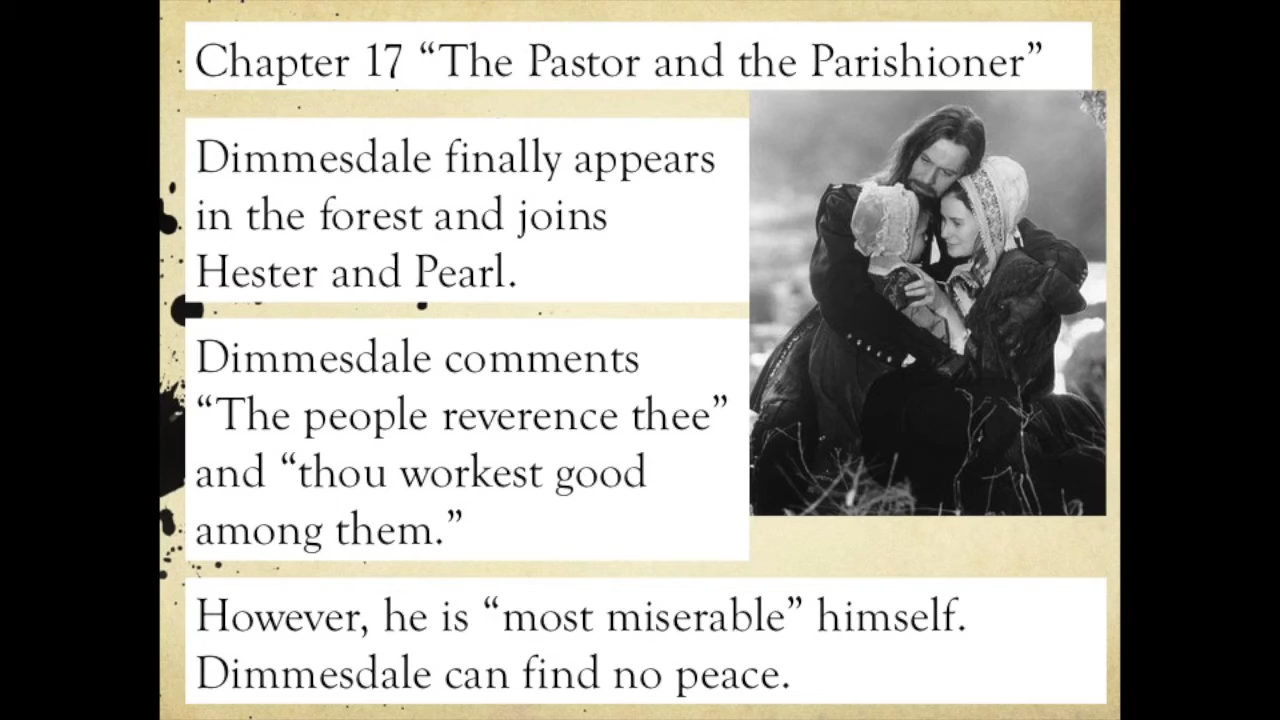 Chapter 17 “The Pastor and the Parishioner”
Dimmesdale finally appears
in the forest and joins
Hester and Pearl.
Dimmesdale comments
“The people reverence thee”
and “thou workest good
among them.”
However, he is “most miserable” himself.
Dimmesdale can find no peace.